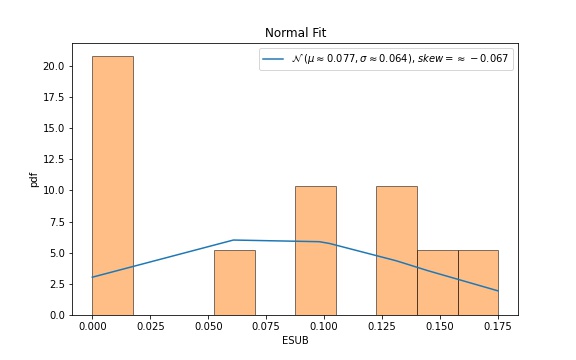 Normal Fit
𝒩(μ ≈ 0.077, σ ≈ 0.064), skew = ≈ −0.067
20.0
17.5
15.0
12.5
10.0
7.5
5.0
2.5
0.0
pdf
0.000 0.025 0.050 0.075 0.100 0.125 0.150 0.175
ESUB